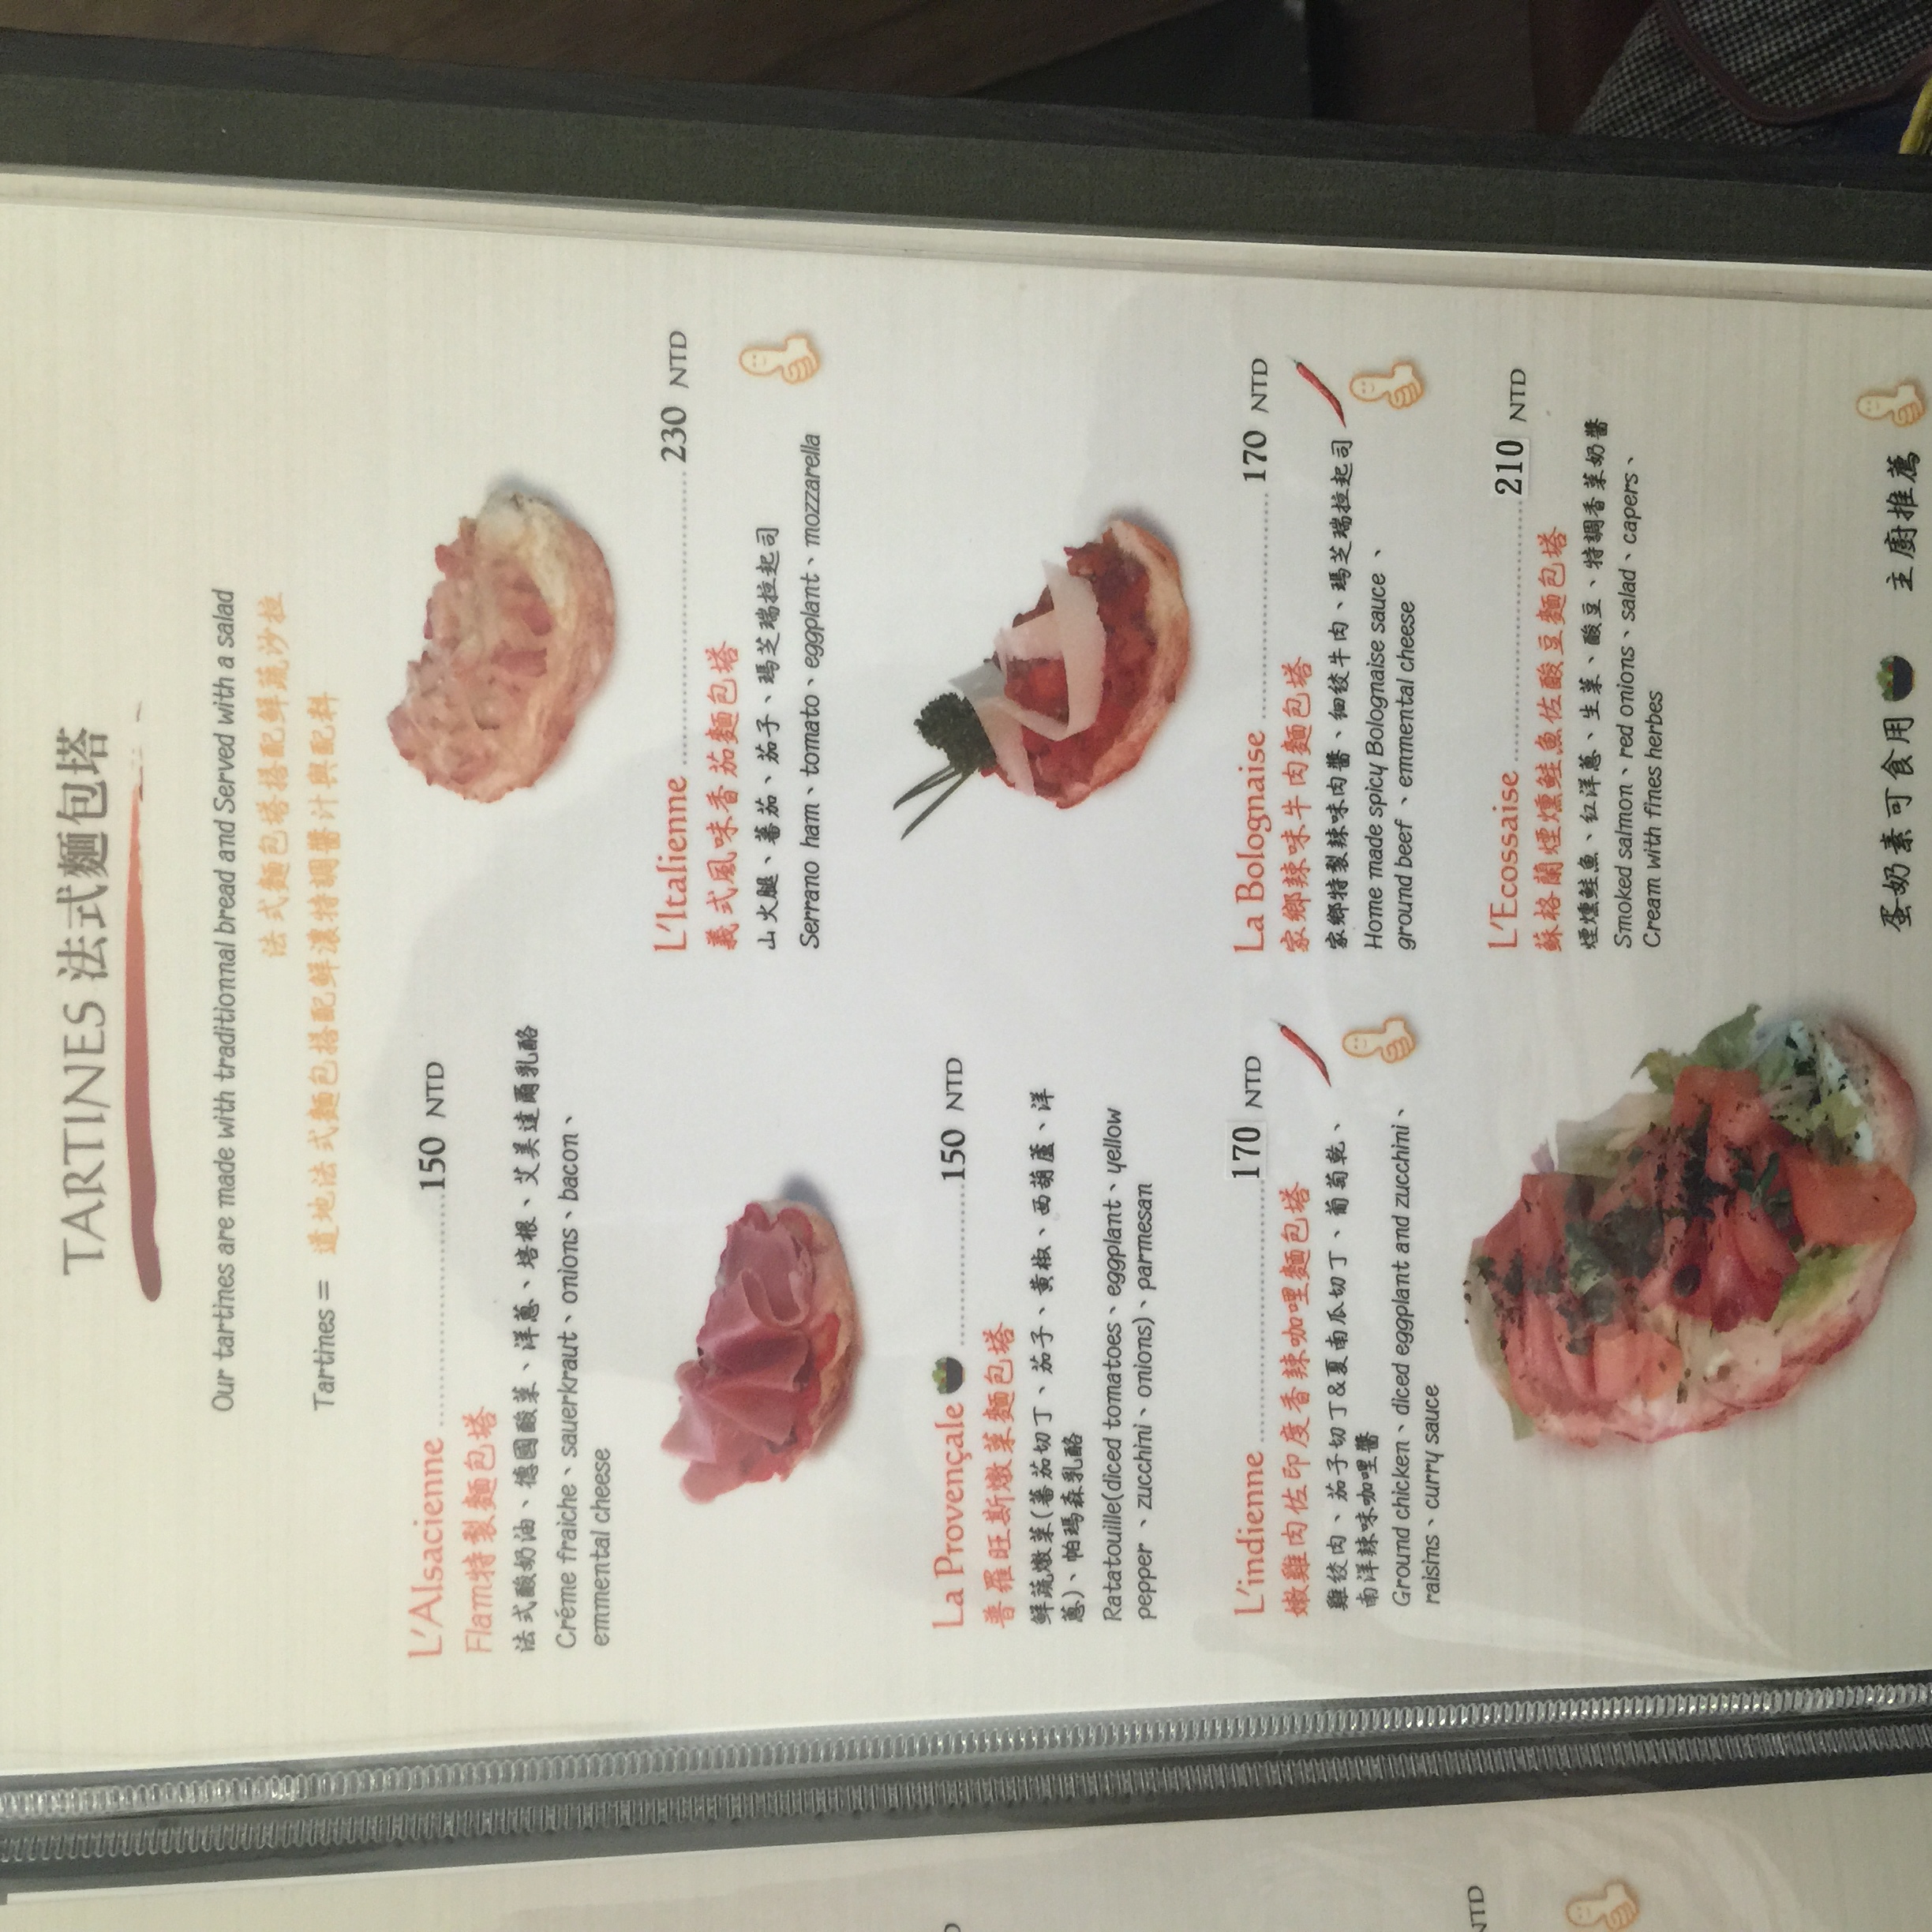 TARTINES 法式麵包塔
Our tartines are made with traditionnal bread and Served with a salad
法式麵包塔搭配鮮蔬沙拉
Tartines = 道地法式麵包搭配鮮濃特調醬汁與配料
L'Alsacienne ........................150 NTD
Flam特製麵包塔
法式酸奶油、德國酸菜、洋蔥、培根、艾美達爾乳酪
Créme fraiche、sauerkraut、onions、bacon、
emmental cheese
L'Italienne .............................. 230 NTD
義式風味香茄麵包塔
山火腿、蕃茄、茄子、瑪芝瑞拉起司
Serrano ham、tomato、eggplant、mozzarella
La Provençale .................150 NTD
普羅旺斯燉菜麵包塔
鮮蔬燉菜(蕃茄切丁、茄子、黃椒、西葫蘆、洋
蔥)、帕瑪森乳酪
Ratatouille(diced tomatoes、eggplant、yellow
pepper 、zucchini、onions)、parmesan
L'indienne ...........................170 NTD
嫩雞肉佐印度香辣咖哩麵包塔
雞絞肉、茄子切丁&夏南瓜切丁、葡萄乾、
南洋辣味咖哩醬
Ground chicken、diced eggplant and zucchini、
raisins、curry sauce
La Bolognaise ....................... 170 NTD
家鄉辣味牛肉麵包塔
家鄉特製辣味肉醬、細絞牛肉、瑪芝瑞拉起司
Home made spicy Bolognaise sauce 、
ground beef 、emmental cheese
L'Ecossaise ...........................210 NTD
蘇格蘭煙燻鮭魚佐酸豆麵包塔
煙燻鮭魚、紅洋蔥、生菜、酸豆、特調香菜奶醬
Smoked salmon、red onions、salad、capers、
Cream with fines herbes
蛋奶素可食用 主廚推薦
NTD